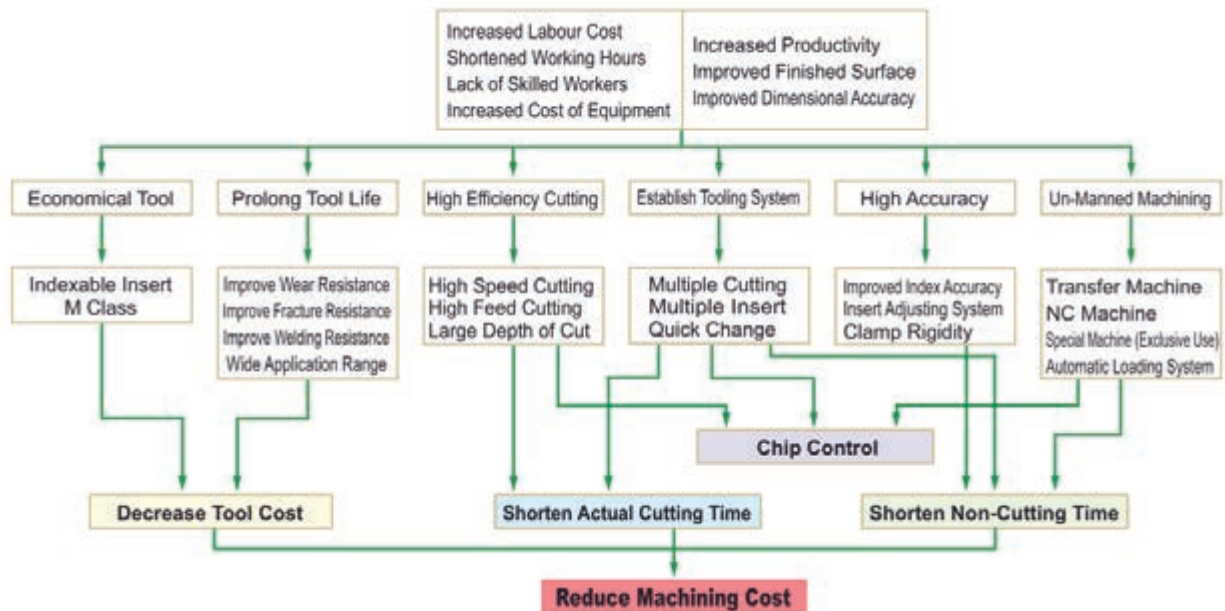 Increased Labour Cost
Shortened Working Hours
Lack of Skilled Workers
Increased Cost of Equipment
Increased Productivity
Improved Finished Surface
Improved Dimensional Accuracy
Economical Tool
Prolong Tool Life
High Efficiency Cutting
Establish Tooling System
High Accuracy
Un-Manned Machining
Indexable Insert
M Class
Improve Wear Resistance
Improve Fracture Resistance
Improve Welding Resistance
Wide Application Range
High Speed Cutting
High Feed Cutting
Large Depth of Cut
Multiple Cutting
Multiple Insert
Quick Change
Improved Index Accuracy
Insert Adjusting System
Clamp Rigidity
Transfer Machine
NC Machine
Special Machine (Exclusive Use)
Automatic Loading System
Chip Control
Decrease Tool Cost
Shorten Actual Cutting Time
Shorten Non-Cutting Time
Reduce Machining Cost